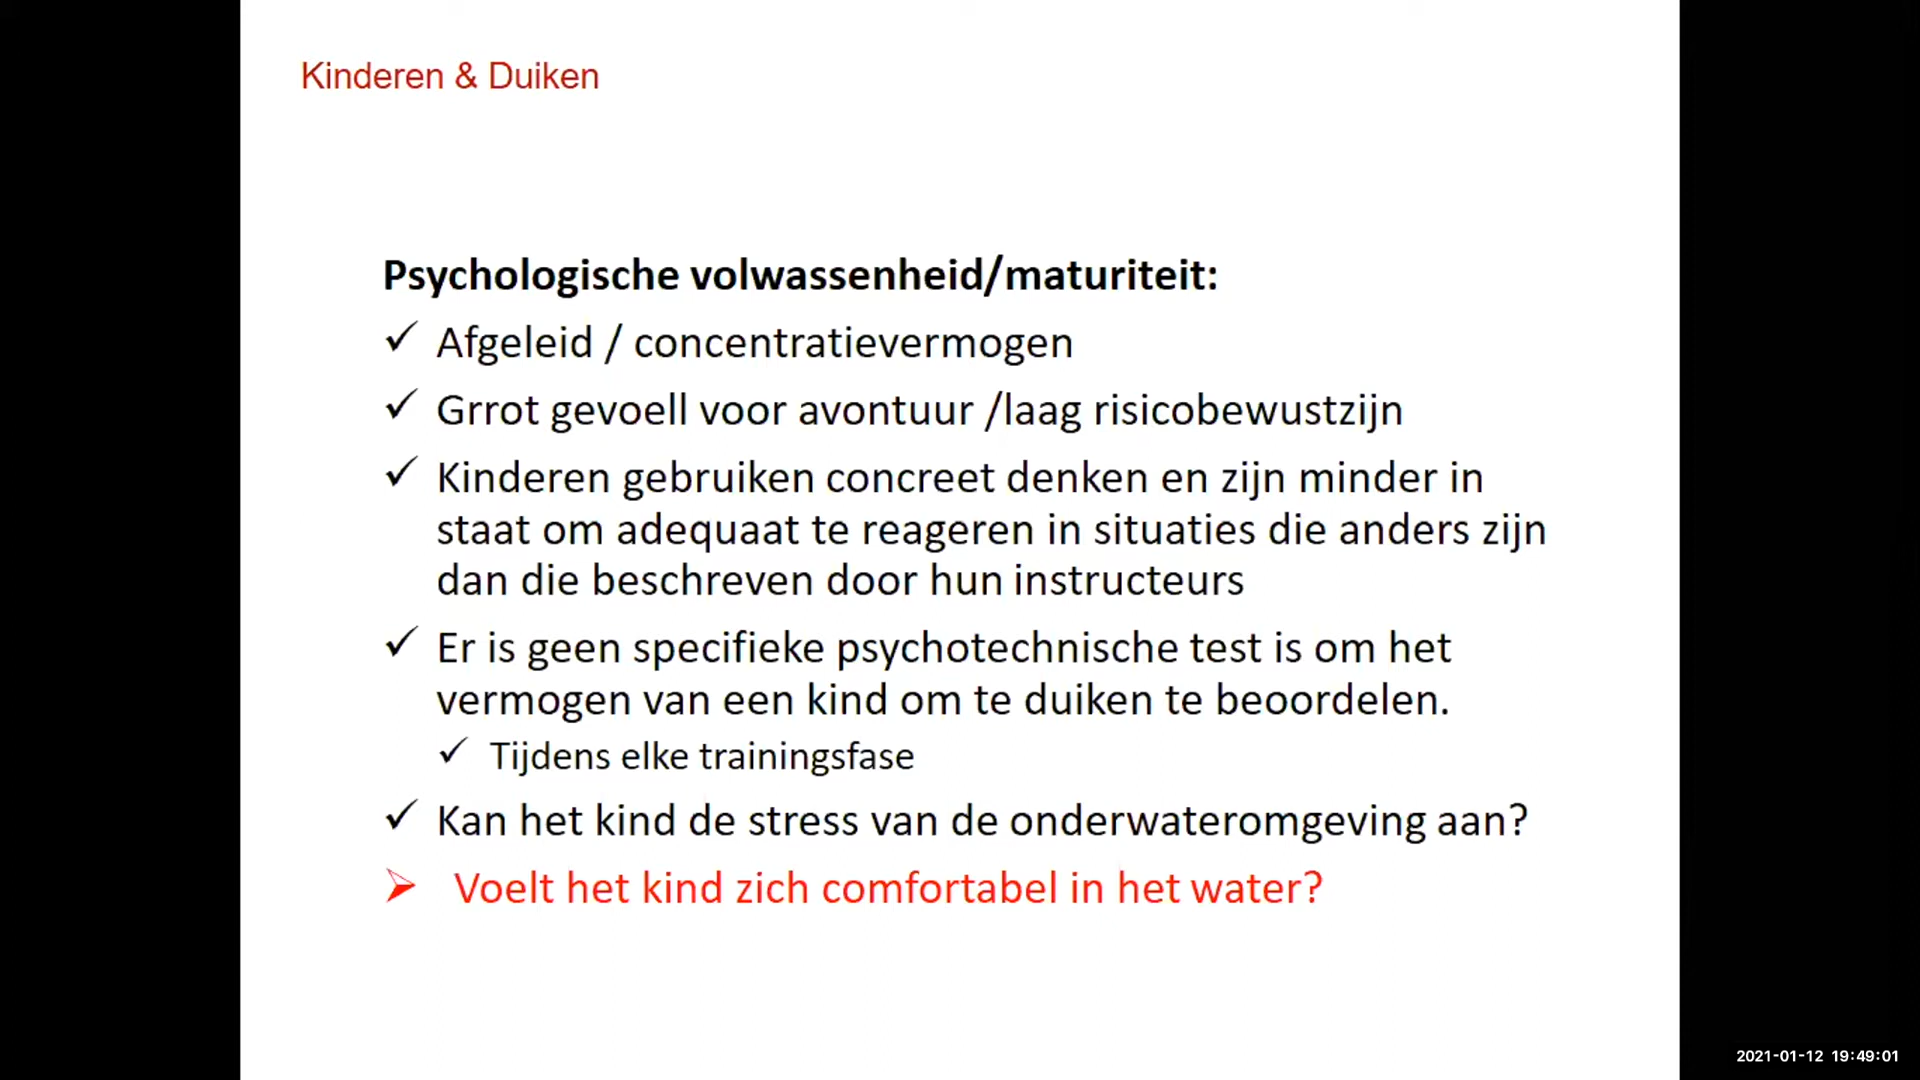 Kinderen & Duiken
Psychologische volwassenheid/maturiteit:
✓ Afgeleid / concentratievermogen
✓ Grrot gevoell voor avontuur /laag risicobewustzijn
✓ Kinderen gebruiken concreet denken en zijn minder in
staat om adequaat te reageren in situaties die anders zijn
dan die beschreven door hun instructeurs
✓ Er is geen specifieke psychotechnische test is om het
vermogen van een kind om te duiken te beoordelen.
✓ Tijdens elke trainingsfase
✓ Kan het kind de stress van de onderwateromgeving aan?
➢ Voelt het kind zich comfortabel in het water?
2021-01-12 19:49:01